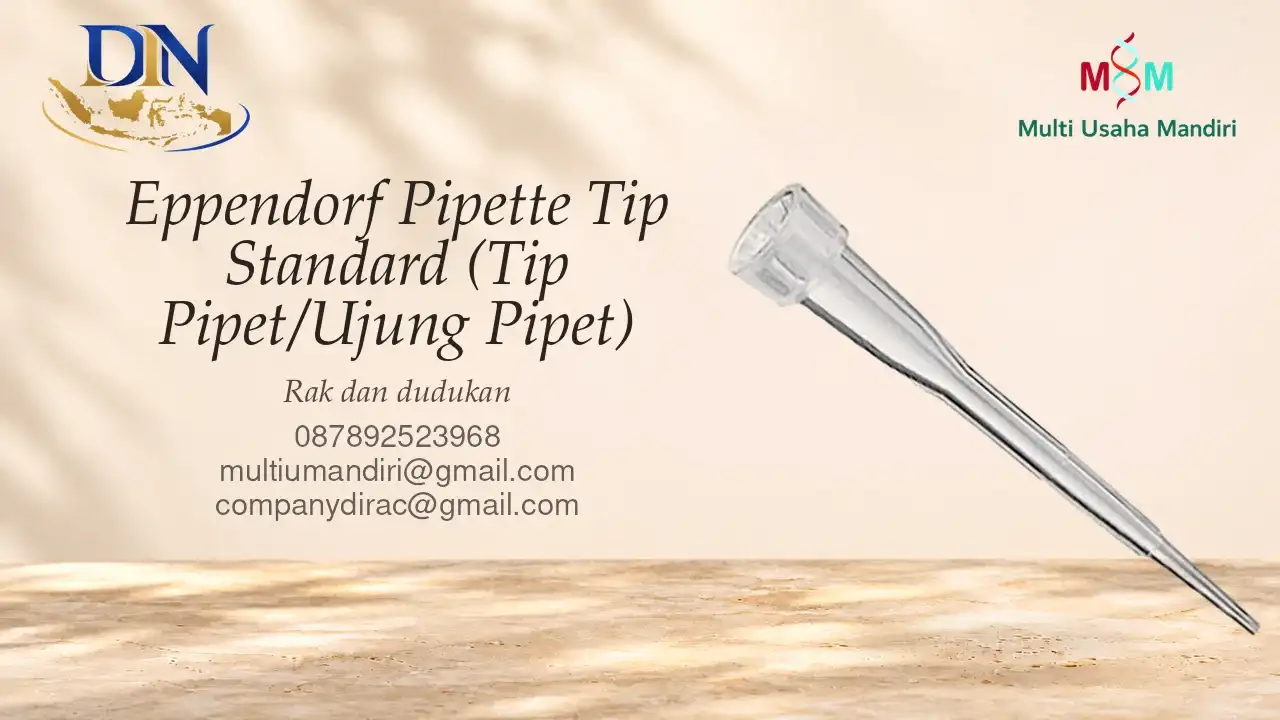 DIN
MSM
Multi Usaha Mandiri
Eppendorf Pipette Tip
Standard (Tip
Pipet/Ujung Pipet)
Rak dan dudukan
087892523968
multiumandiri@gmail.com
companydirac@gmail.com